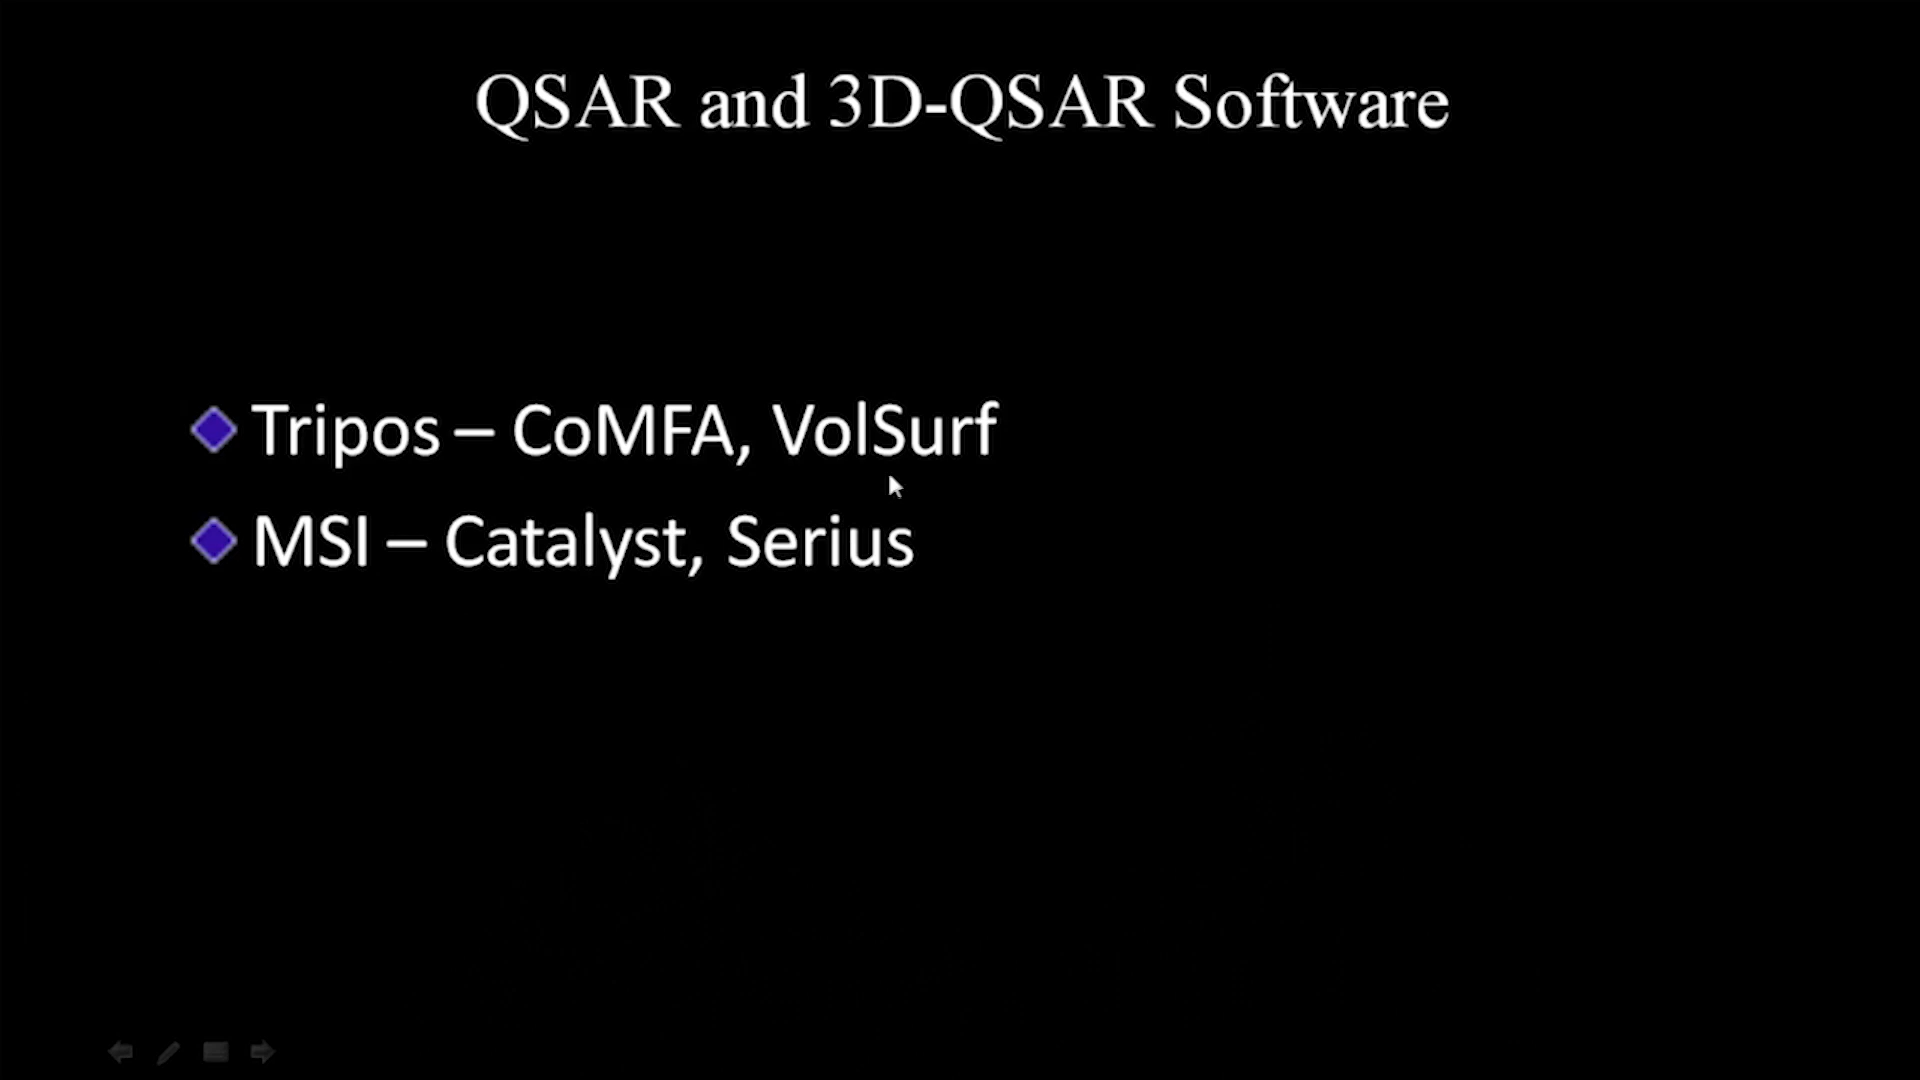 QSAR and 3D-QSAR Software
Tripos – CoMFA, VolSurf
MSI – Catalyst, Serius